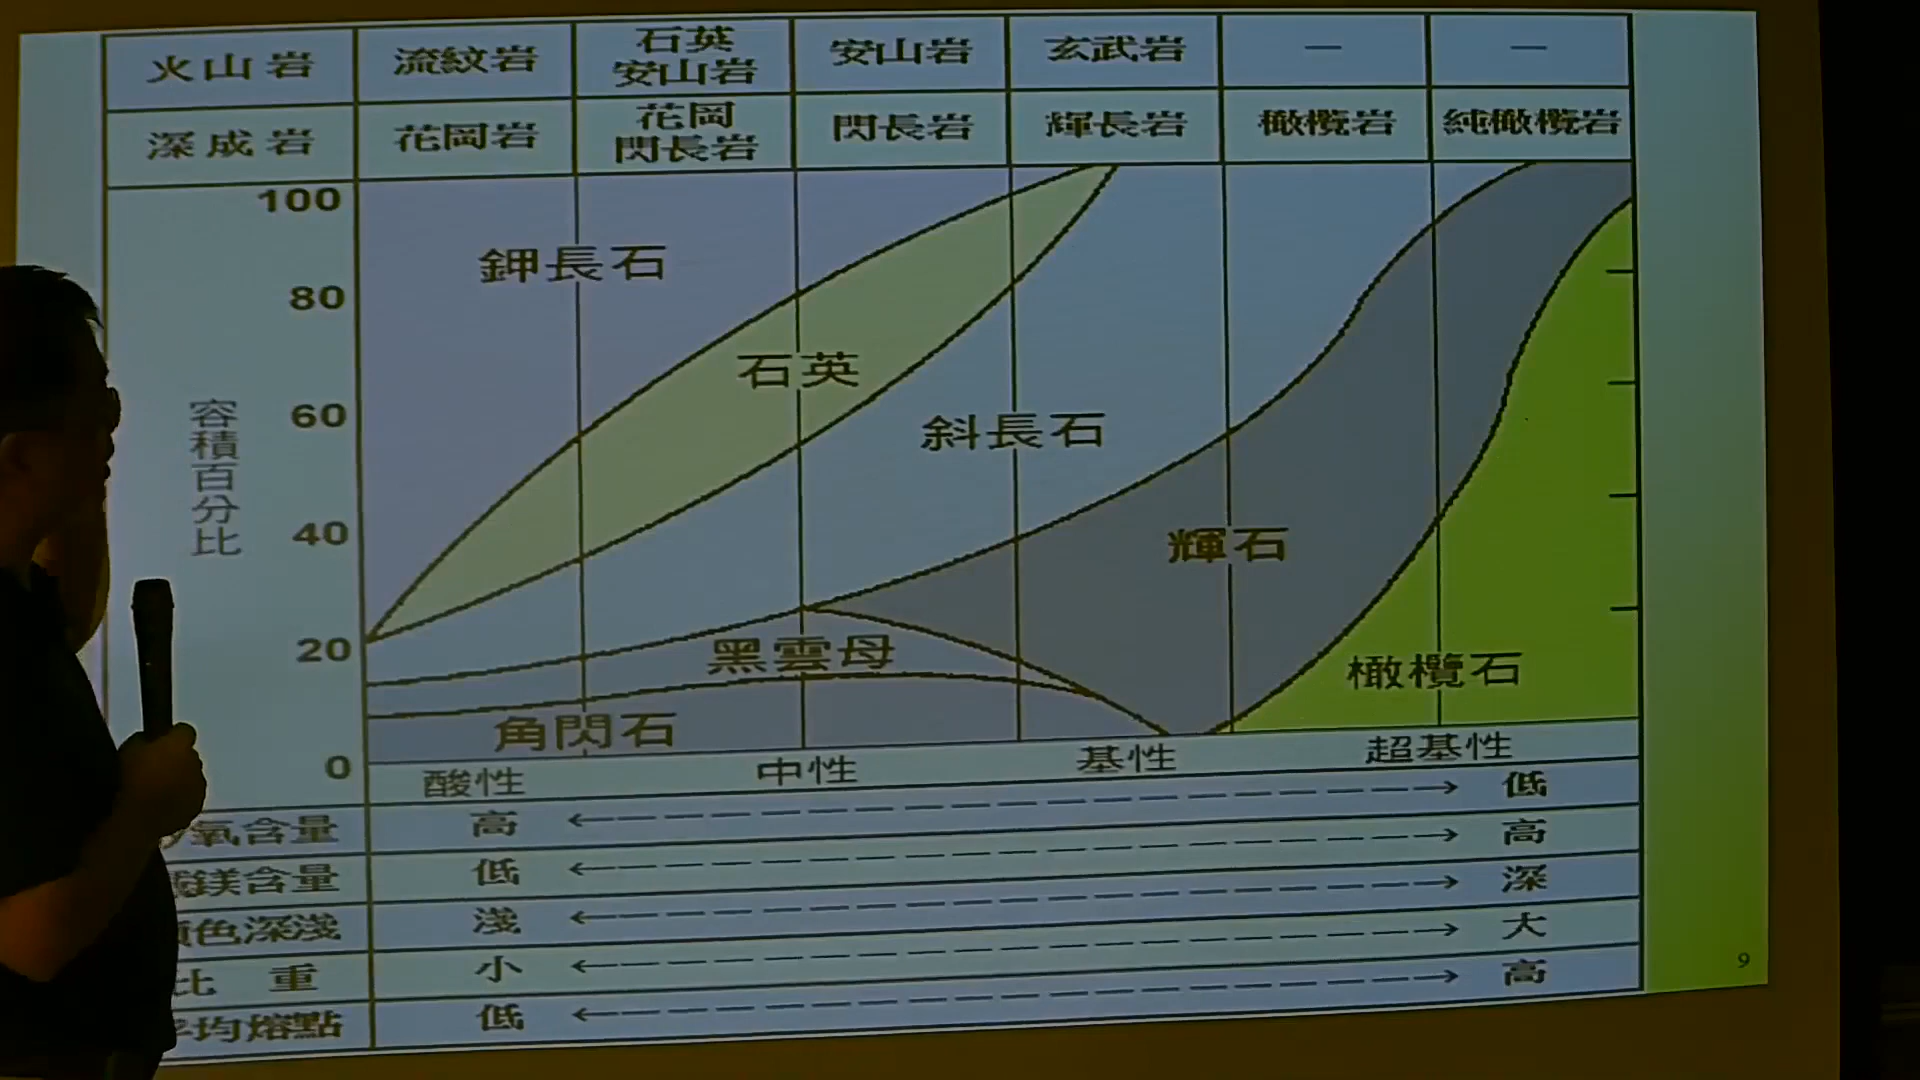 火山岩 流紋岩 石英安山岩 安山岩 玄武岩 — —
深成岩 花岡岩 花岡閃長岩 閃長岩 輝長岩 橄欖岩 純橄欖岩
容積百分比
100
80
60
40
20
0
鉀長石
石英
斜長石
輝石
黑雲母
橄欖石
角閃石
酸性 中性 基性 超基性
氧含量 高 低
鎂含量 低 高
色深淺 淺 深
比重 小 大
均熔點 低 高
9